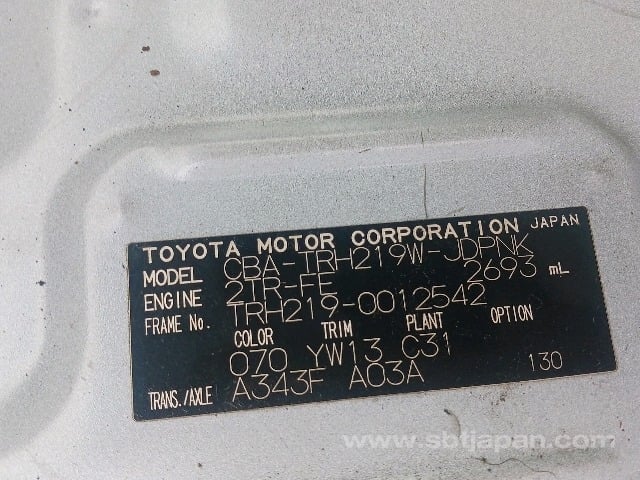 TOYOTA MOTOR CORPORATION JAPAN
MODEL CBA-TRH219W-JDPNK
ENGINE 2TR-FE 2693 mL
FRAME No. TRH219-0012542
COLOR TRIM PLANT OPTION
070 YW13 C31
TRANS./AXLE A343F A03A 130
www.sbtjapan.com